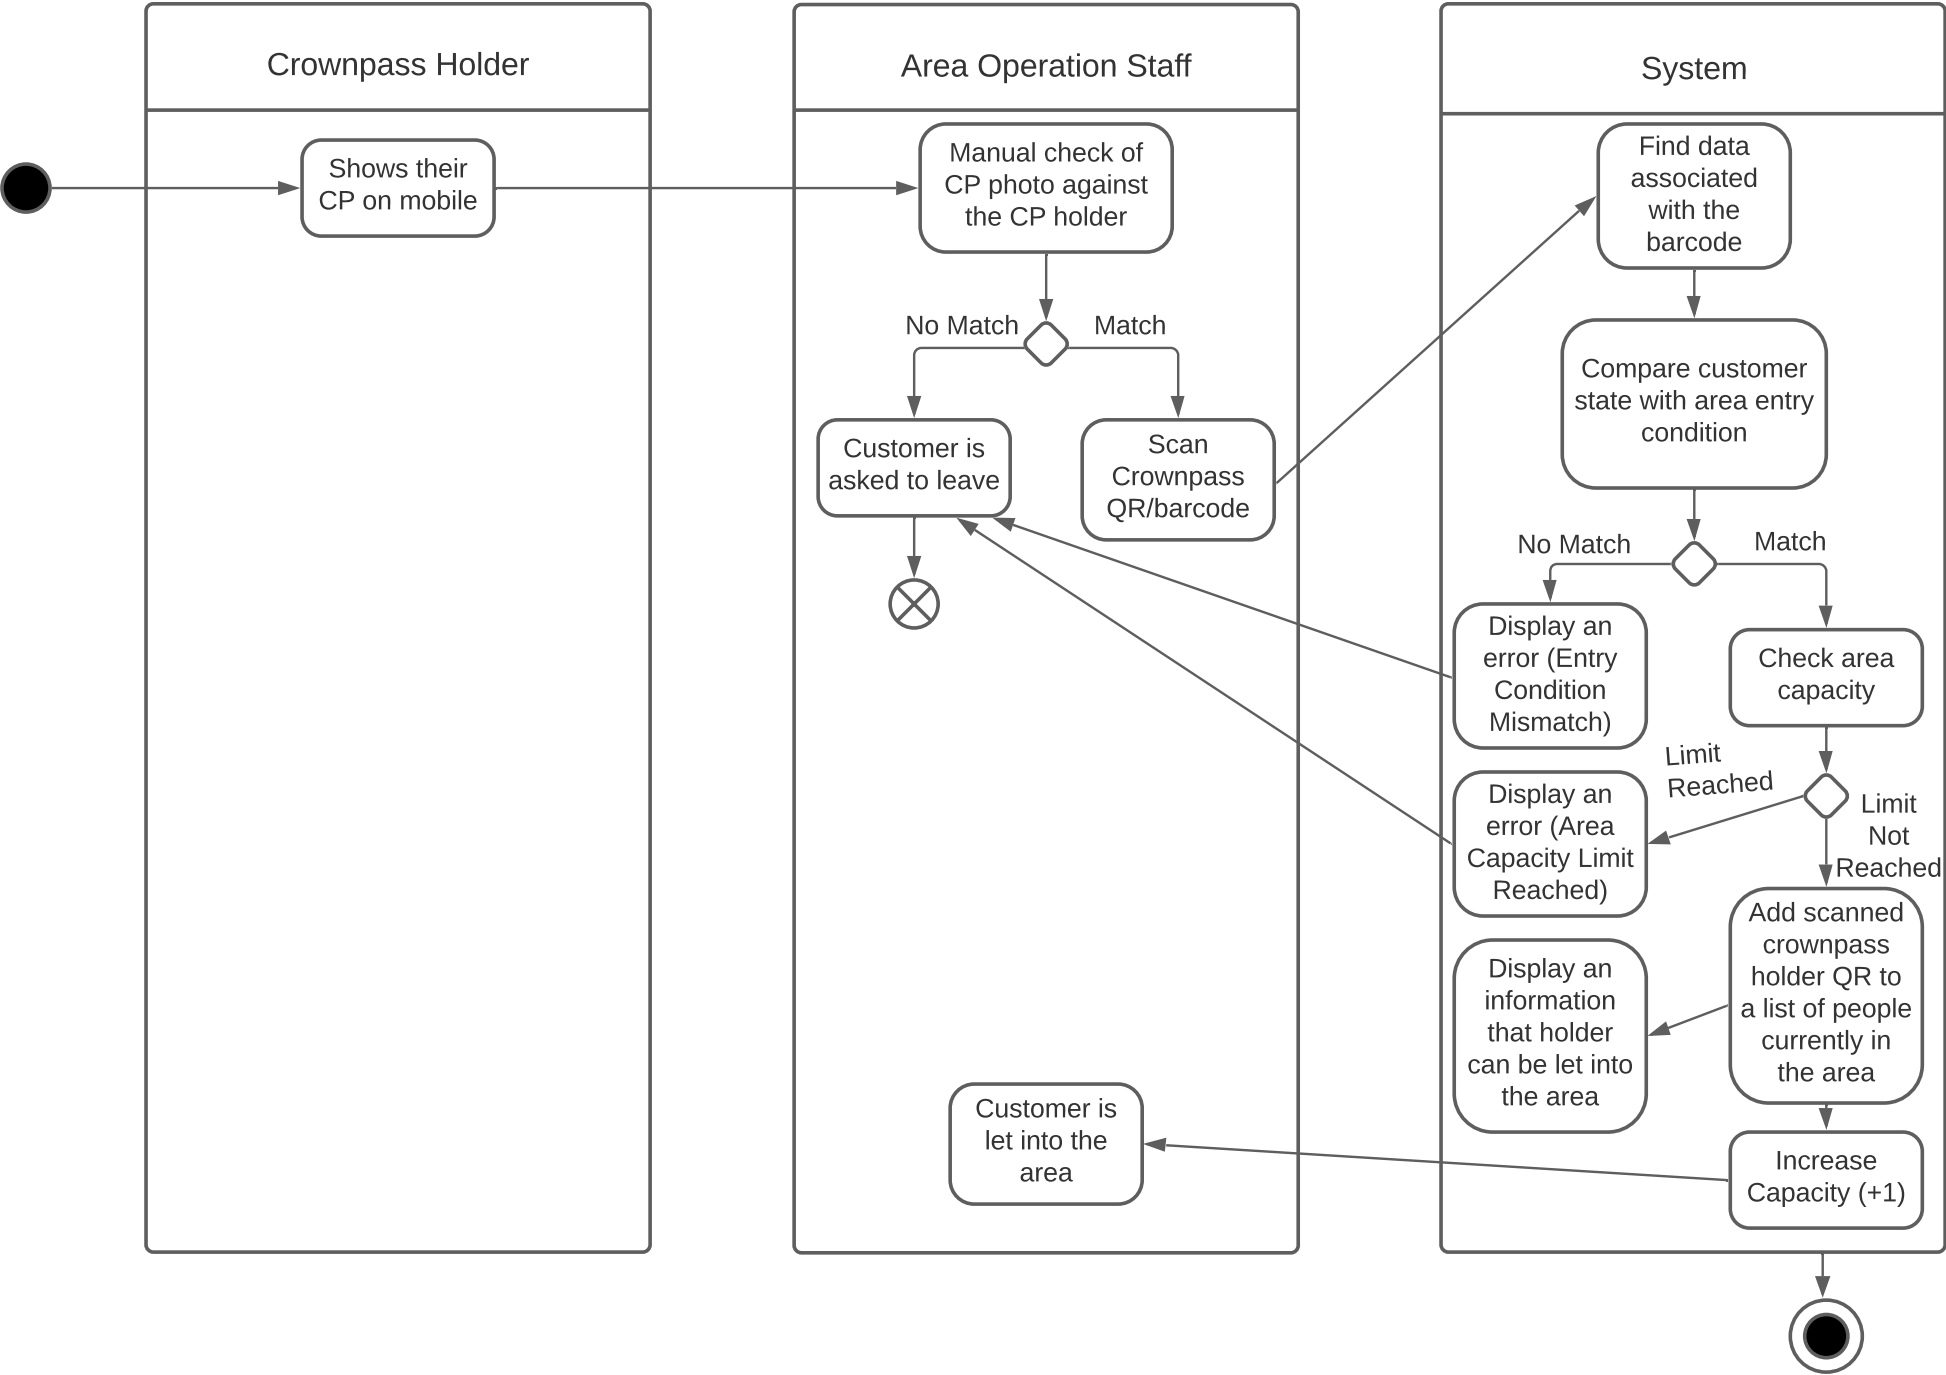 Crownpass Holder
Area Operation Staff
System
Shows their
CP on mobile
Manual check of
CP photo against
the CP holder
No Match
Match
Customer is
asked to leave
Scan
Crownpass
QR/barcode
Find data
associated
with the
barcode
Compare customer
state with area entry
condition
No Match
Match
Display an
error (Entry
Condition
Mismatch)
Check area
capacity
Limit
Reached
Limit
Not
Reached
Display an
error (Area
Capacity Limit
Reached)
Add scanned
crownpass
holder QR to
a list of people
currently in
the area
Display an
information
that holder
can be let into
the area
Increase
Capacity (+1)
Customer is
let into the
area